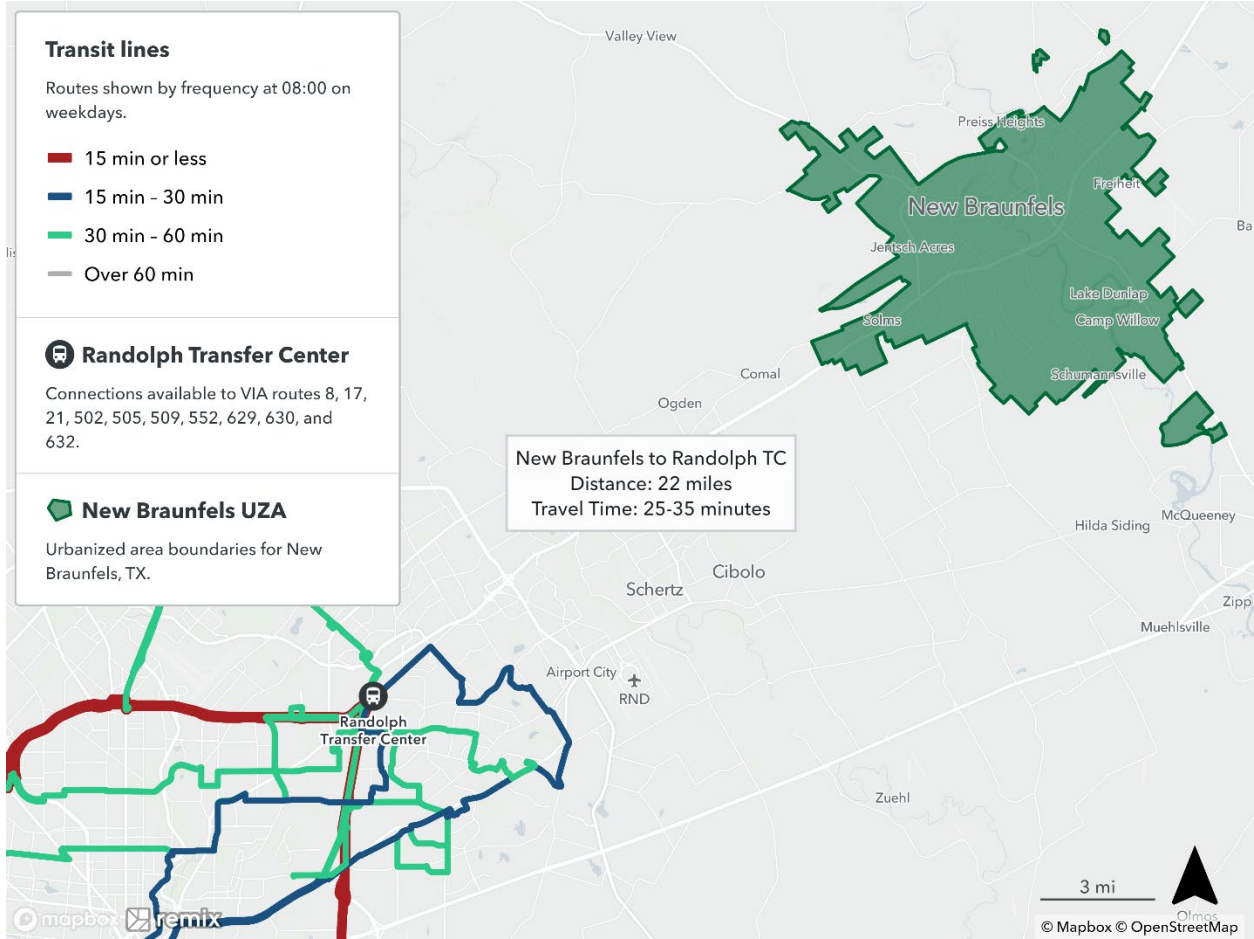 Transit lines
Routes shown by frequency at 08:00 on
weekdays.
15 min or less
15 min – 30 min
30 min – 60 min
Over 60 min
Randolph Transfer Center
Connections available to VIA routes 8, 17,
21, 502, 505, 509, 552, 629, 630, and
632.
New Braunfels UZA
Urbanized area boundaries for New
Braunfels, TX.
Valley View
Preiss Heights
Freiheit
New Braunfels
Jentsch Acres
Lake Dunlap
Solms
Camp Willow
Comal
Schumannsville
Ogden
New Braunfels to Randolph TC
Distance: 22 miles
Travel Time: 25-35 minutes
McQueeney
Hilda Siding
Cibolo
Schertz
Zipp
Muehlsville
Airport City
RND
Randolph
Transfer Center
Zuehl
3 mi
Olmos
mapbox remix
© Mapbox © OpenStreetMap